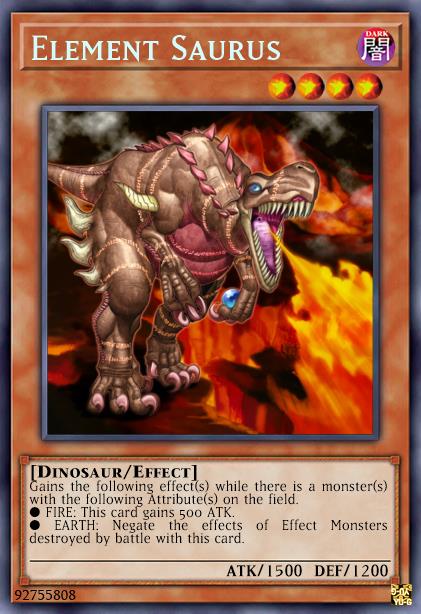 Element Saurus
DARK
闇
[Dinosaur/Effect]
Gains the following effect(s) while there is a monster(s)
with the following Attribute(s) on the field.
● FIRE: This card gains 500 ATK.
● EARTH: Negate the effects of Effect Monsters
destroyed by battle with this card.
ATK/1500 DEF/1200
92755808